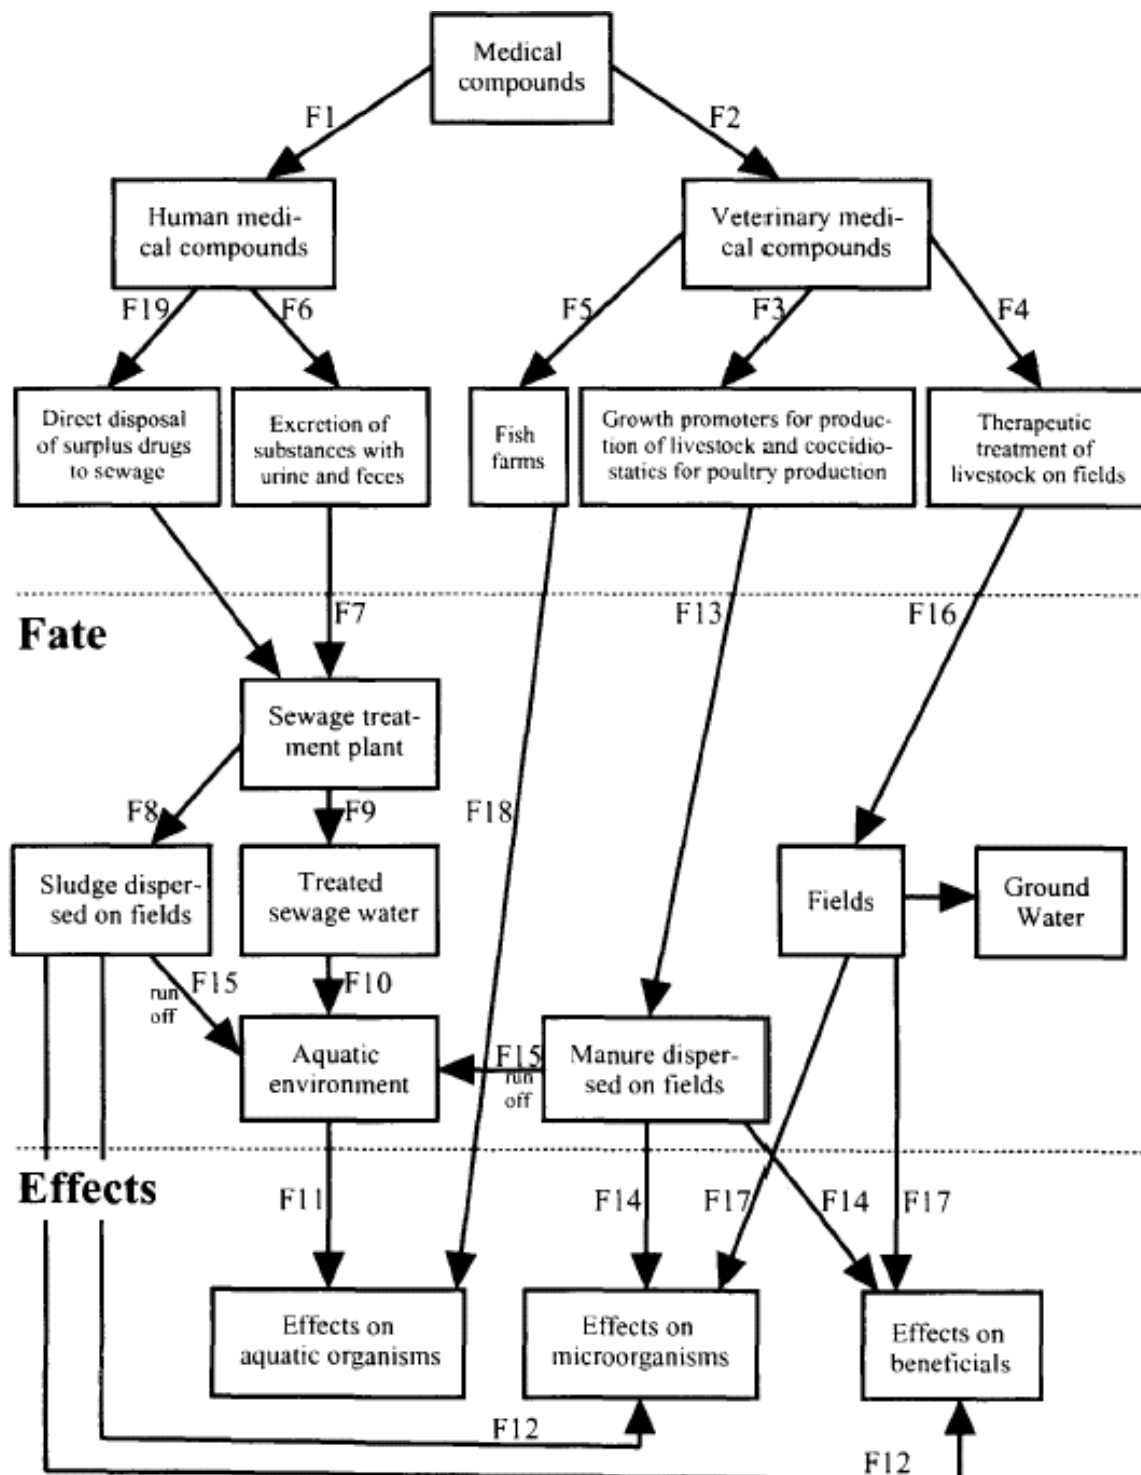 Medical
compounds
F1
F2
Human medi-
cal compounds
Veterinary medi-
cal compounds
F19
F6
F5
F3
F4
Direct disposal
of surplus drugs
to sewage
Excretion of
substances with
urine and feces
Fish
farms
Growth promoters for produc-
tion of livestock and coccidio-
statics for poultry production
Therapeutic
treatment of
livestock on fields
Fate
F7
F13
F16
Sewage treat-
ment plant
F8
F9
F18
Sludge disper-
sed on fields
Treated
sewage water
Fields
Ground
Water
F15
run
off
F10
Aquatic
environment
F15
run
off
Manure disper-
sed on fields
Effects
F11
F14
F17
F14
F17
Effects on
aquatic organisms
Effects on
microorganisms
Effects on
beneficials
F12
F12